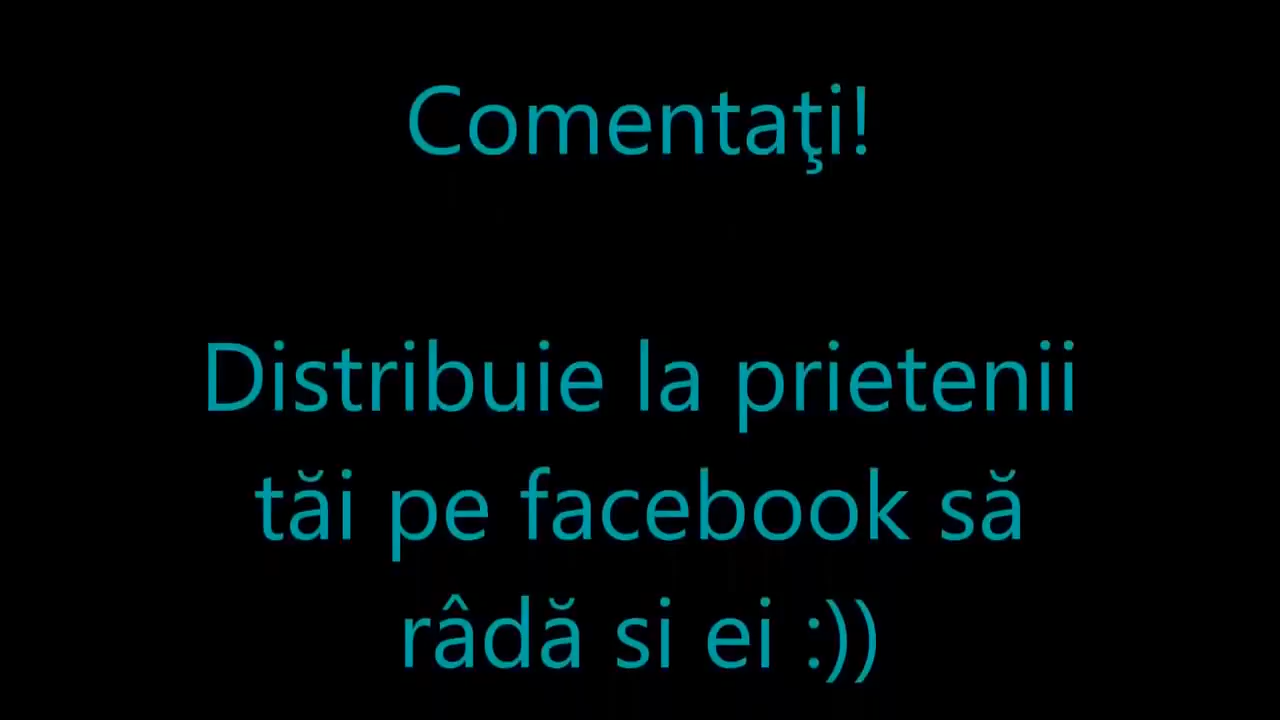 Comentaţi!
Distribuie la prietenii
tăi pe facebook să
râdă si ei :))